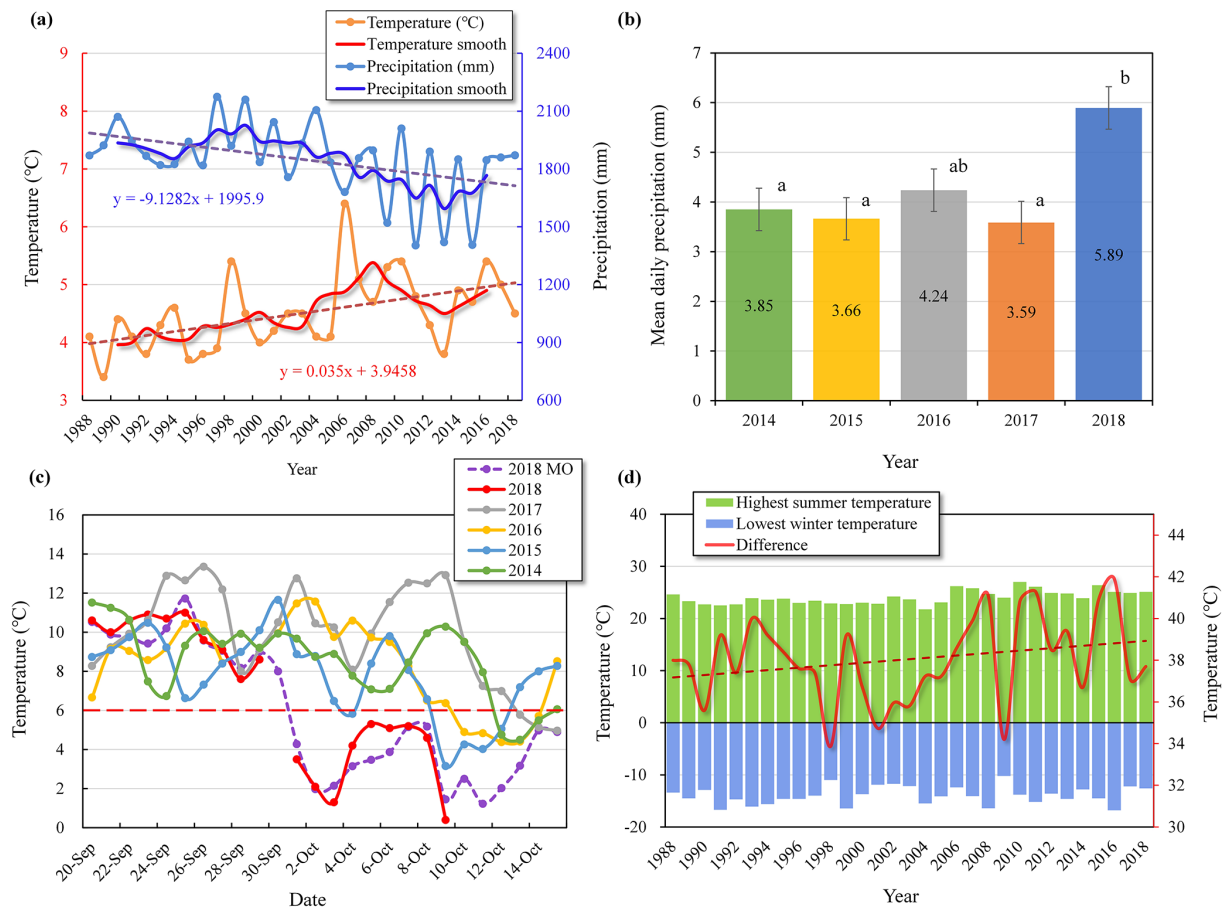 (a)
Temperature (℃)
Temperature smooth
Precipitation (mm)
Precipitation smooth
9
8
7
6
5
4
3
Temperature (℃)
2400
2100
1800
1500
1200
900
600
Precipitation (mm)
y = -9.1282x + 1995.9
y = 0.035x + 3.9458
1988 1990 1992 1994 1996 1998 2000 2002 2004 2006 2008 2010 2012 2014 2016 2018
Year
(b)
7
6
5
4
3
2
1
0
Mean daily precipitation (mm)
a a ab a b
3.85 3.66 4.24 3.59 5.89
2014 2015 2016 2017 2018
Year
(c)
2018 MO
2018
2017
2016
2015
2014
16
14
12
10
8
6
4
2
0
Temperature (℃)
20-Sep 22-Sep 24-Sep 26-Sep 28-Sep 30-Sep 2-Oct 4-Oct 6-Oct 8-Oct 10-Oct 12-Oct 14-Oct
Date
(d)
Highest summer temperature
Lowest winter temperature
Difference
40
30
20
10
0
-10
-20
Temperature (℃)
44
42
40
38
36
34
32
30
Temperature (℃)
1988 1990 1992 1994 1996 1998 2000 2002 2004 2006 2008 2010 2012 2014 2016 2018
Year